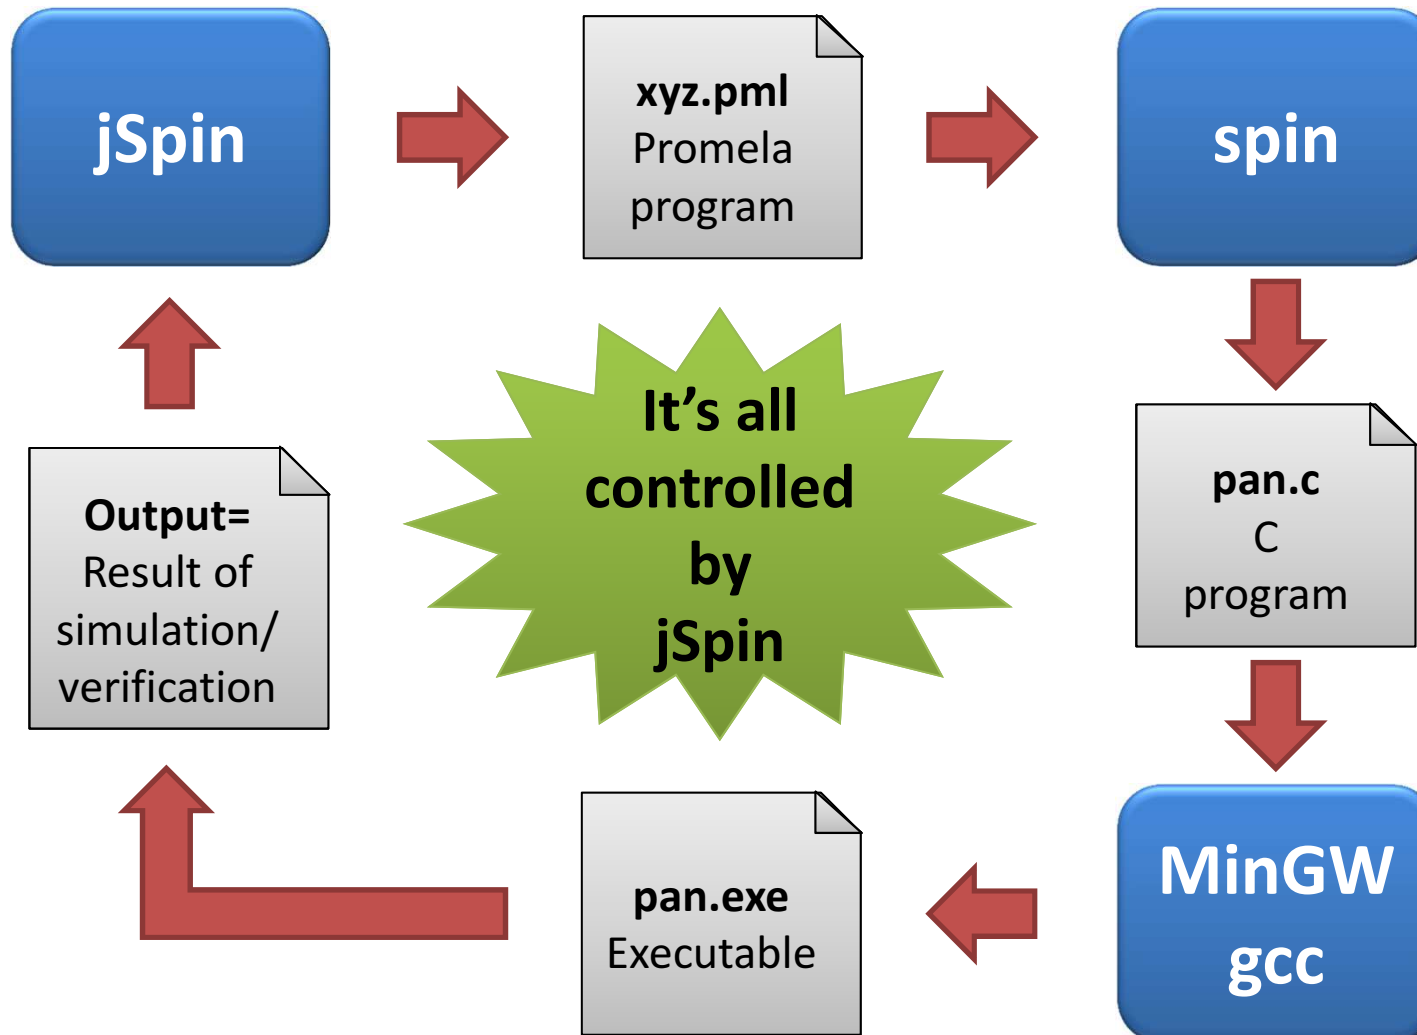 jSpin
xyz.pml
Promela
program
spin
It’s all
controlled
by
jSpin
pan.c
C
program
Output=
Result of
simulation/
verification
pan.exe
Executable
MinGW
gcc